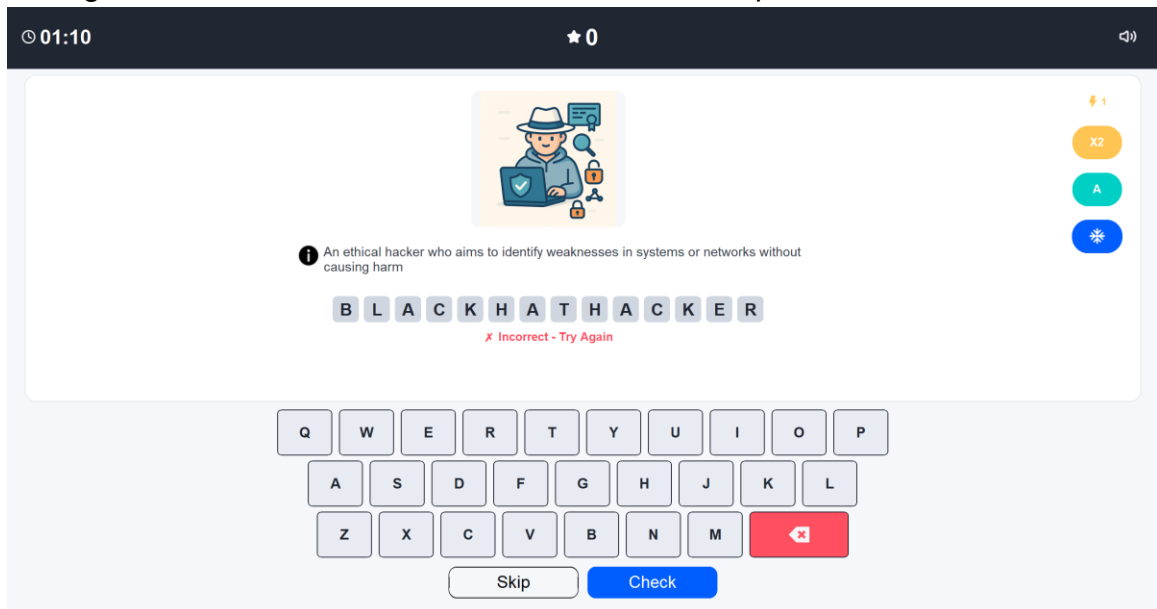 01:10
0
1
X2
A
An ethical hacker who aims to identify weaknesses in systems or networks without
causing harm
B L A C K H A T H A C K E R
✗ Incorrect - Try Again
Q W E R T Y U I O P
A S D F G H J K L
Z X C V B N M
Skip Check